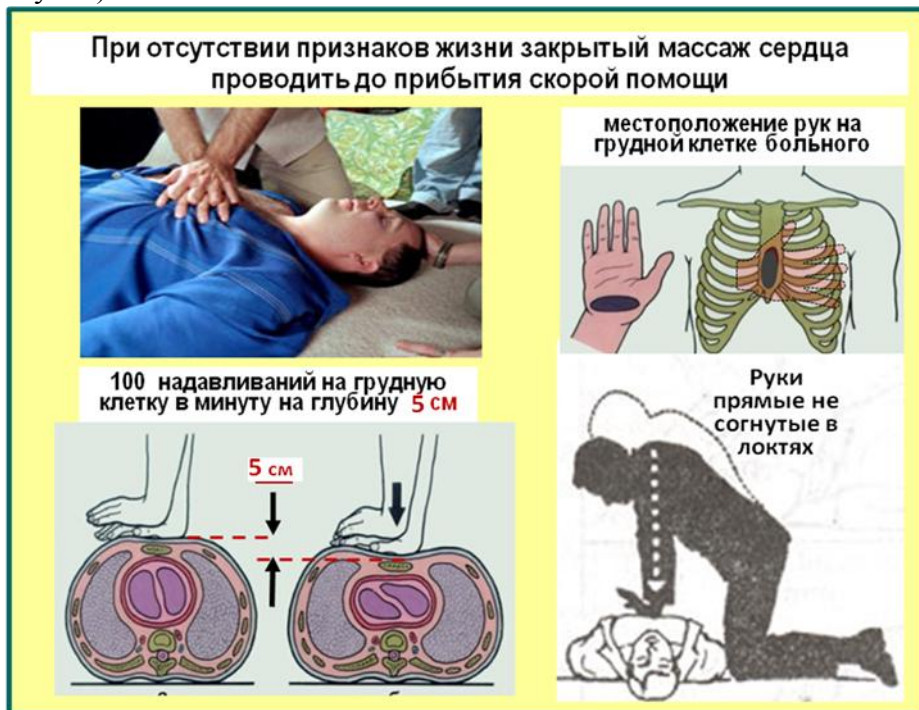 При отсутствии признаков жизни закрытый массаж сердца
проводить до прибытия скорой помощи
местоположение рук на
грудной клетке больного
100 надавливаний на грудную
клетку в минуту на глубину 5 см
5 см
Руки
прямые не
согнутые в
локтях